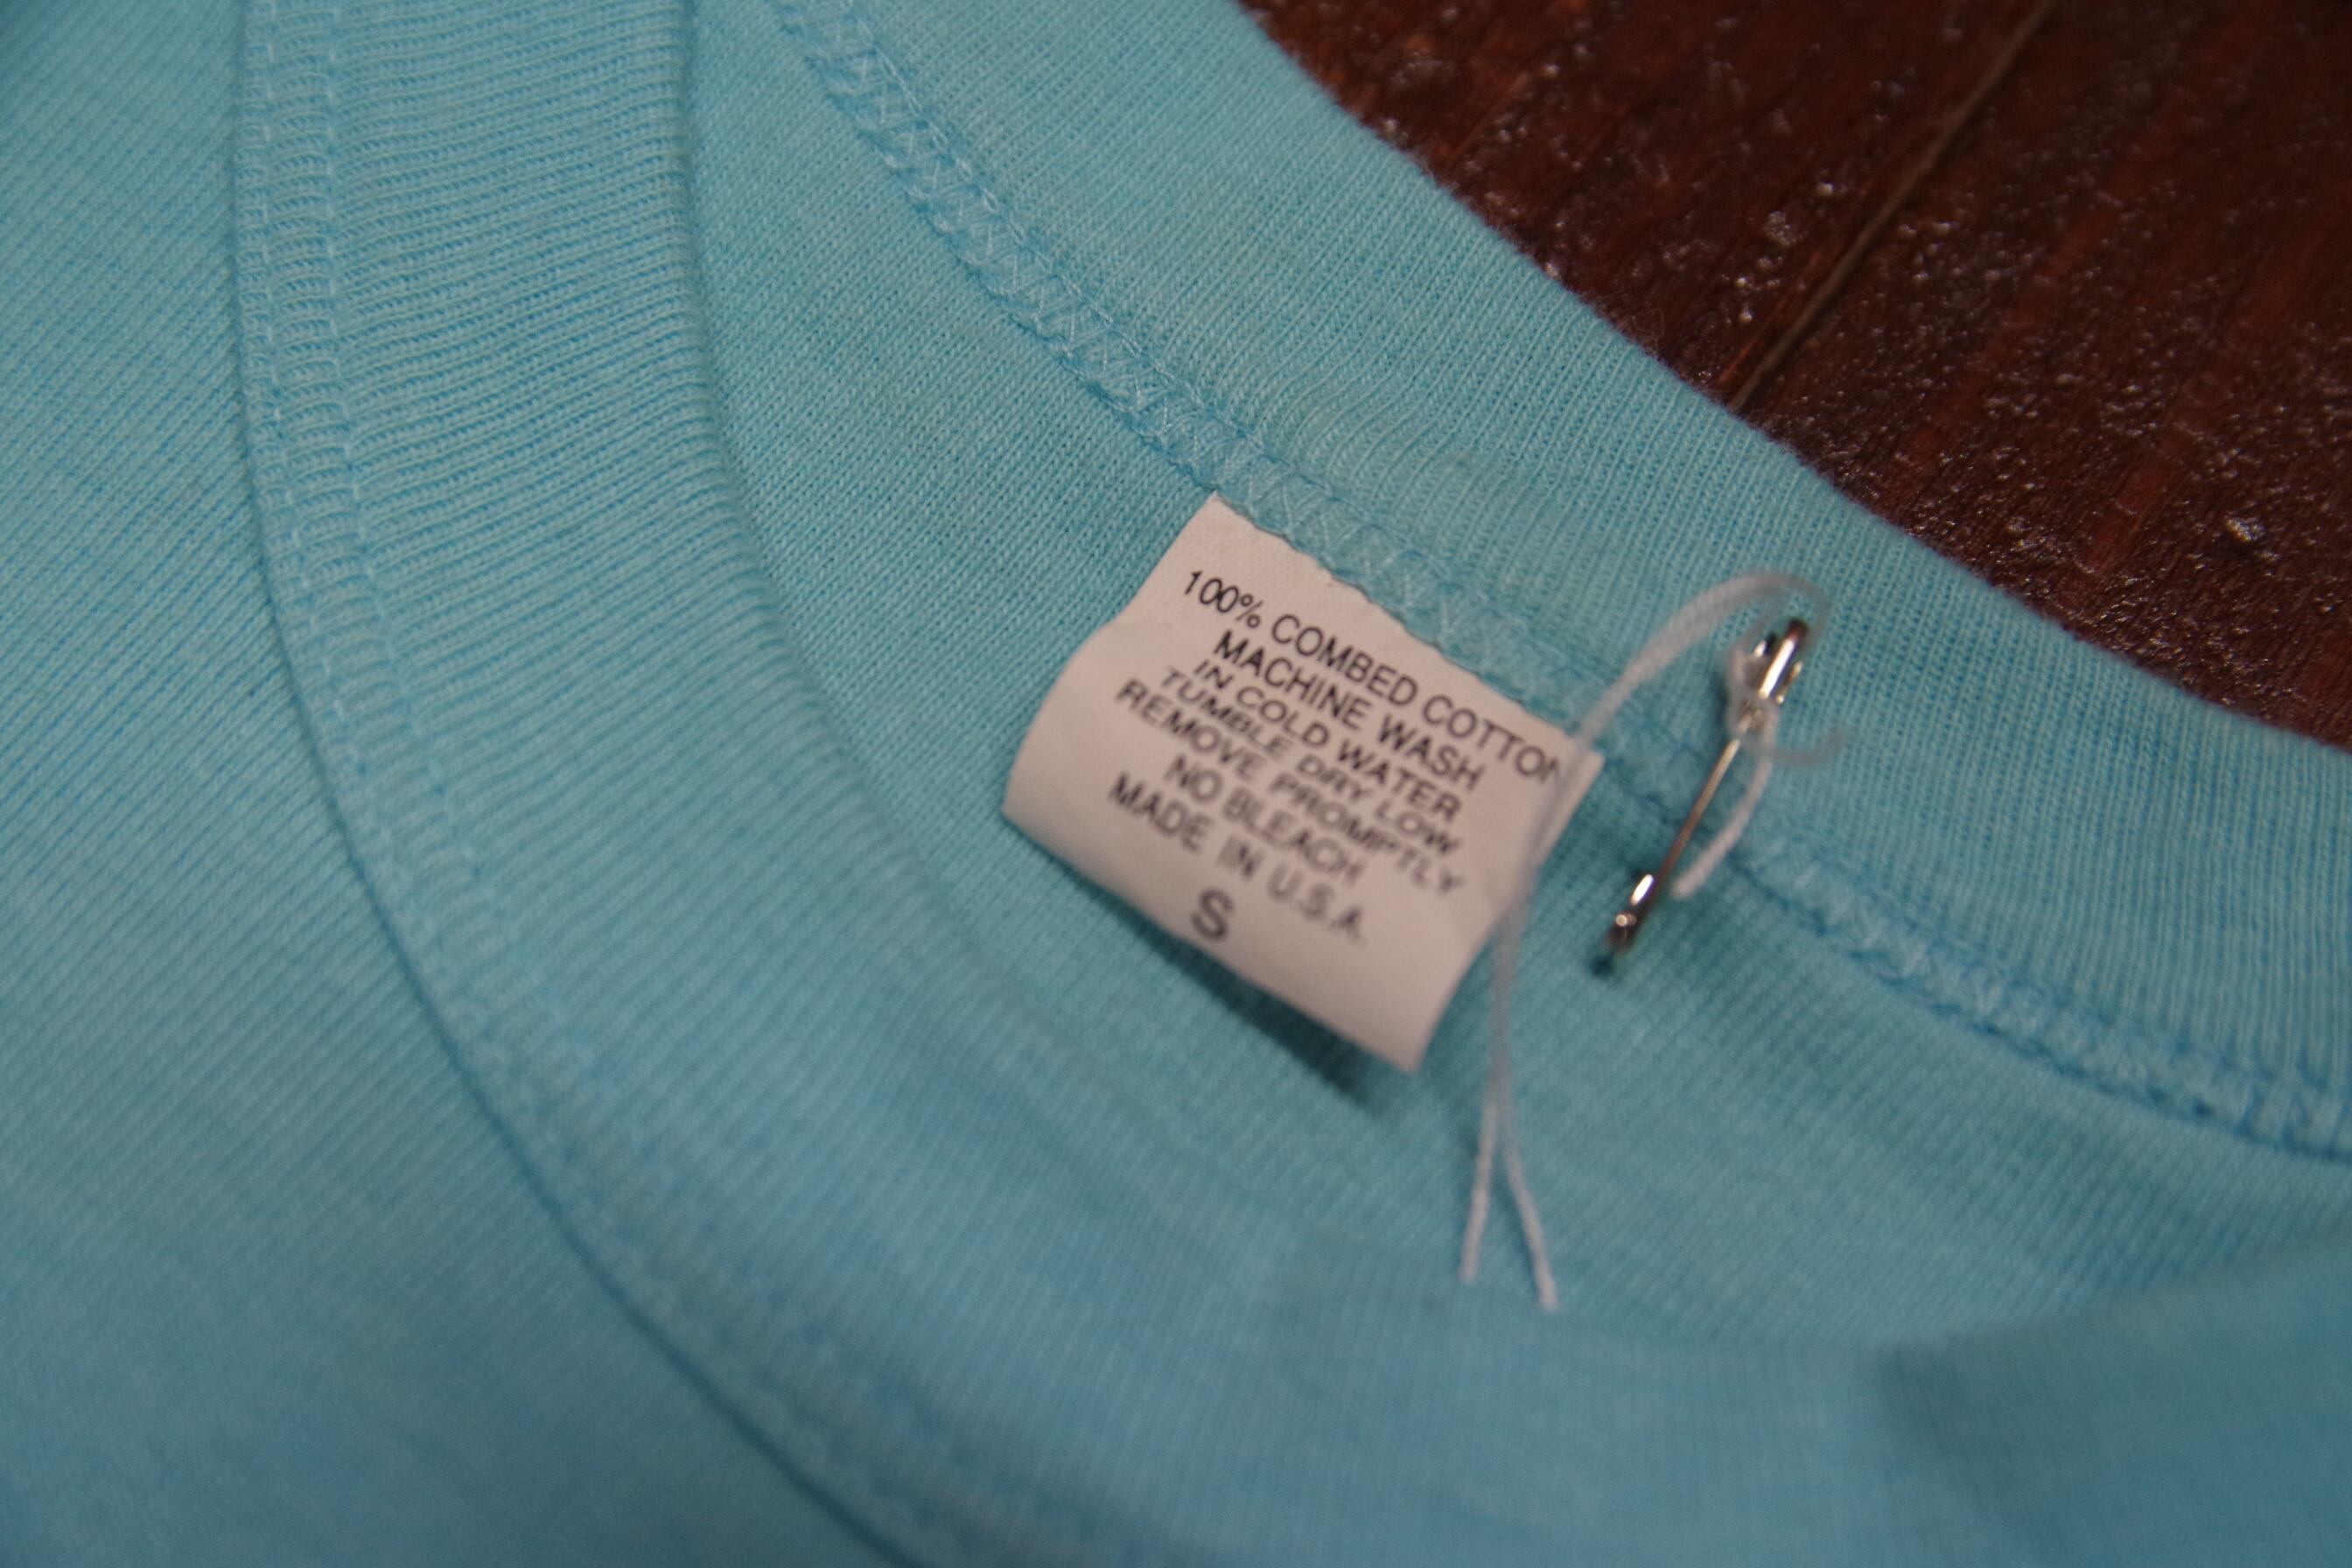 100% COMBED COTTON
MACHINE WASH
IN COLD WATER
TUMBLE DRY LOW
REMOVE PROMPTLY
NO BLEACH
MADE IN U.S.A.
S